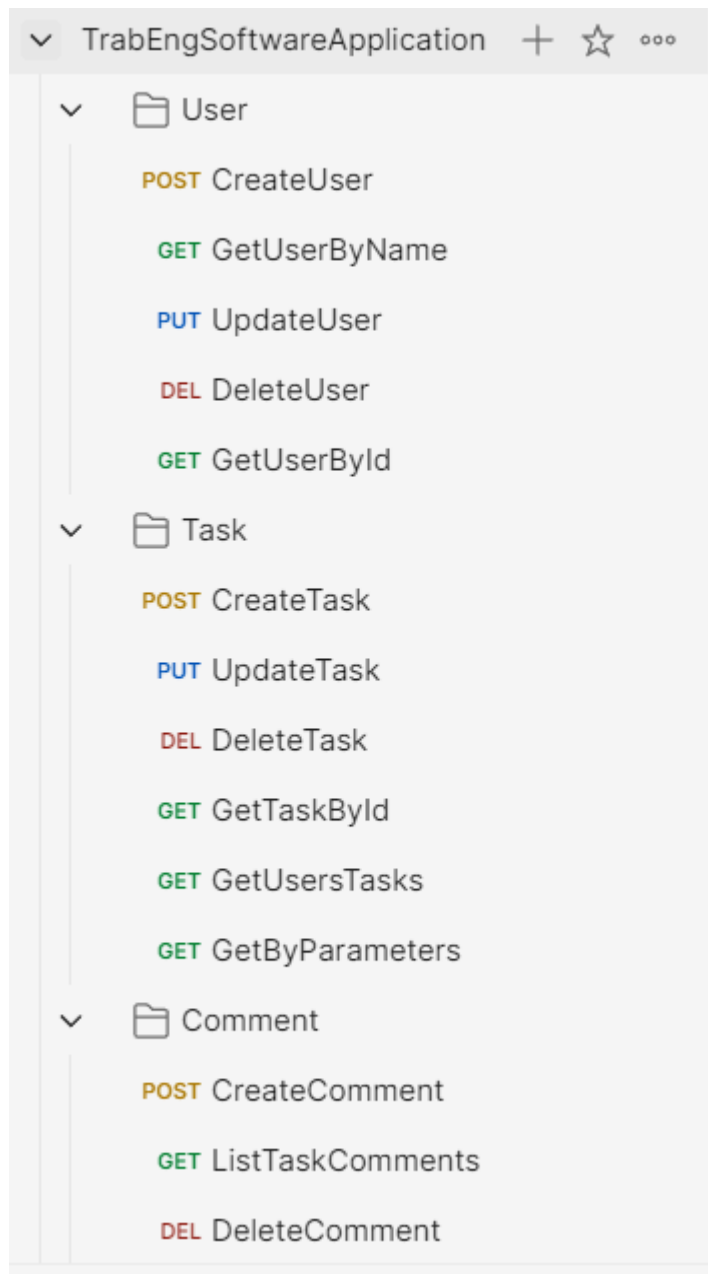 TrabEngSoftwareApplication
User
POST CreateUser
GET GetUserByName
PUT UpdateUser
DEL DeleteUser
GET GetUserById
Task
POST CreateTask
PUT UpdateTask
DEL DeleteTask
GET GetTaskById
GET GetUsersTasks
GET GetByParameters
Comment
POST CreateComment
GET ListTaskComments
DEL DeleteComment